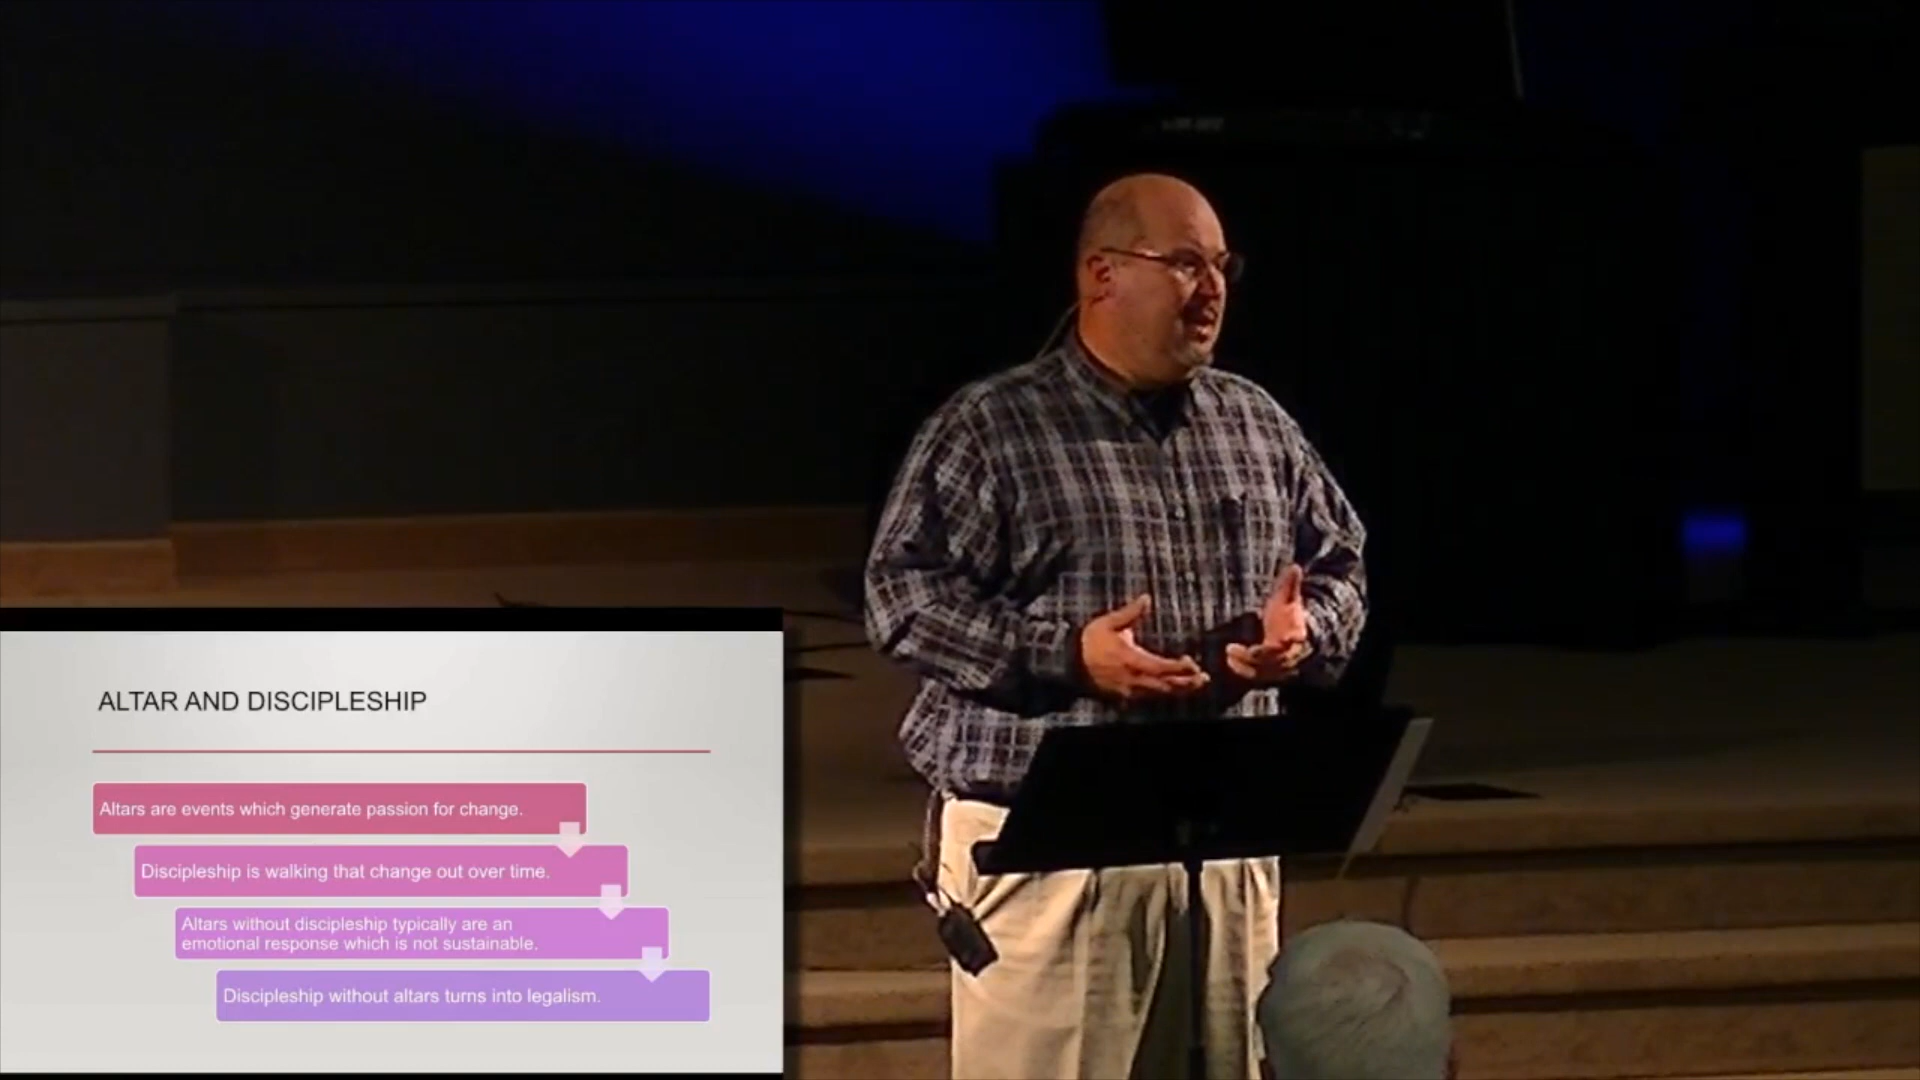 ALTAR AND DISCIPLESHIP
Altars are events which generate passion for change.
Discipleship is walking that change out over time.
Altars without discipleship typically are an
emotional response which is not sustainable.
Discipleship without altars turns into legalism.